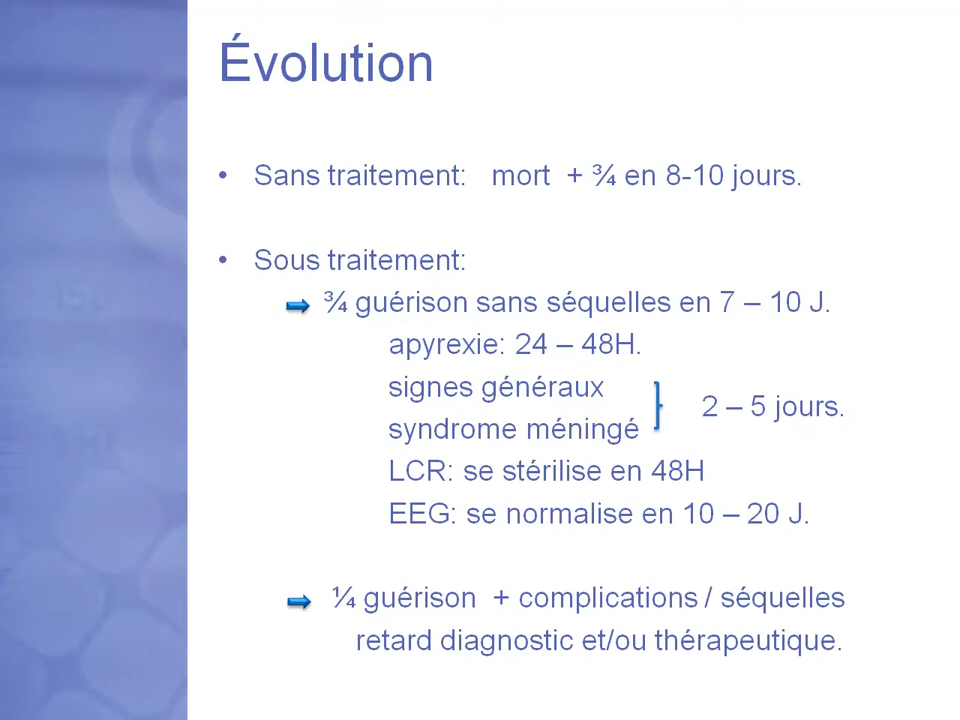 Évolution
• Sans traitement: mort + ¾ en 8-10 jours.
• Sous traitement:
¾ guérison sans séquelles en 7 – 10 J.
apyrexie: 24 – 48H.
signes généraux
2 – 5 jours.
syndrome méningé
LCR: se stérilise en 48H
EEG: se normalise en 10 – 20 J.
¼ guérison + complications / séquelles
retard diagnostic et/ou thérapeutique.